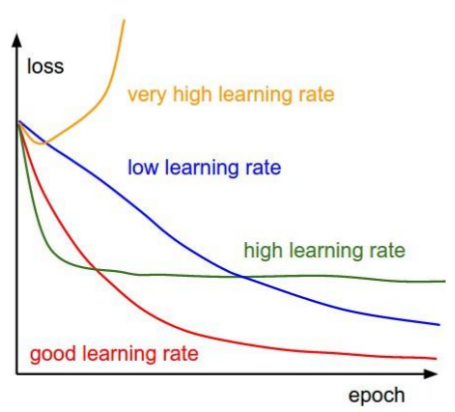 loss
very high learning rate
low learning rate
high learning rate
good learning rate
epoch